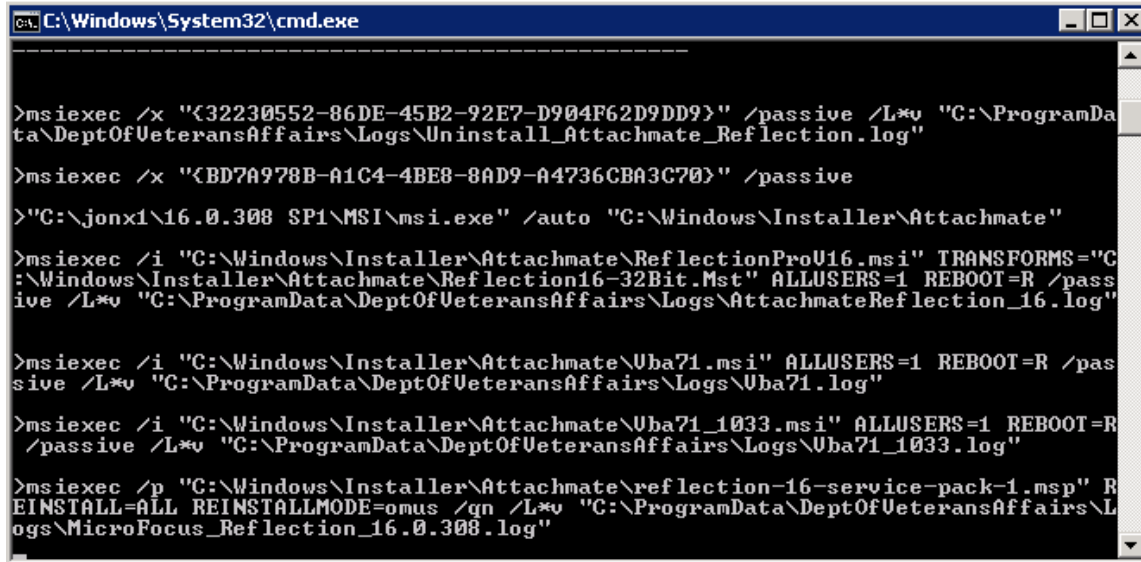 C:\Windows\System32\cmd.exe
-------------------------------------------------
>msiexec /x "{32230552-86DE-45B2-92E7-D904F62D9DD9}" /passive /L*v "C:\ProgramDa
ta\DeptOfVeteransAffairs\Logs\Uninstall_Attachmate_Reflection.log"
>msiexec /x "{BD7A978B-A1C4-4BE8-8AD9-A4736CBA3C70}" /passive
>"C:\jonx1\16.0.308 SP1\MSI\msi.exe" /auto "C:\Windows\Installer\Attachmate"
>msiexec /i "C:\Windows\Installer\Attachmate\ReflectionProV16.msi" TRANSFORMS="C
:\Windows\Installer\Attachmate\Reflection16-32Bit.Mst" ALLUSERS=1 REBOOT=R /pass
ive /L*v "C:\ProgramData\DeptOfVeteransAffairs\Logs\AttachmateReflection_16.log"
>msiexec /i "C:\Windows\Installer\Attachmate\Vba71.msi" ALLUSERS=1 REBOOT=R /pas
sive /L*v "C:\ProgramData\DeptOfVeteransAffairs\Logs\Vba71.log"
>msiexec /i "C:\Windows\Installer\Attachmate\Vba71_1033.msi" ALLUSERS=1 REBOOT=R
 /passive /L*v "C:\ProgramData\DeptOfVeteransAffairs\Logs\Vba71_1033.log"
>msiexec /p "C:\Windows\Installer\Attachmate\reflection-16-service-pack-1.msp" R
EINSTALL=ALL REINSTALLMODE=omus /qn /L*v "C:\ProgramData\DeptOfVeteransAffairs\L
ogs\MicroFocus_Reflection_16.0.308.log"